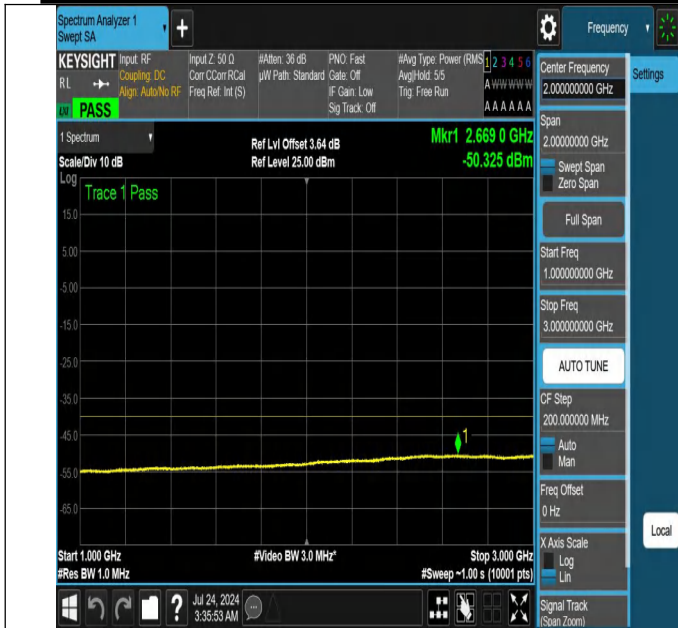 Spectrum Analyzer 1
Swept SA
+
Frequency
KEYSIGHT
RL
LXI PASS
Input: RF
Coupling: DC
Align: Auto/No RF
Input Z: 50 Ω
Corr CCorr RCal
Freq Ref: Int (S)
#Atten: 36 dB
µW Path: Standard
PNO: Fast
Gate: Off
IF Gain: Low
Sig Track: Off
#Avg Type: Power (RMS
Avg|Hold: 5/5
Trig: Free Run
1 2 3 4 5 6
A W W W W W
A A A A A A
Settings
1 Spectrum
Scale/Div 10 dB
Ref Lvl Offset 3.64 dB
Ref Level 25.00 dBm
Mkr1 2.669 0 GHz
-50.325 dBm
Log
Trace 1 Pass
15.0
5.00
-5.00
-15.0
-25.0
-35.0
-45.0
-55.0
-65.0
1
Start 1.000 GHz
#Res BW 1.0 MHz
#Video BW 3.0 MHz*
Stop 3.000 GHz
#Sweep ~1.00 s (10001 pts)
Center Frequency
2.00000000 GHz
Span
2.00000000 GHz
Swept Span
Zero Span
Full Span
Start Freq
1.000000000 GHz
Stop Freq
3.000000000 GHz
AUTO TUNE
CF Step
200.000000 MHz
Auto
Man
Freq Offset
0 Hz
X Axis Scale
Log
Lin
Signal Track
(Span Zoom)
Local
?
Jul 24, 2024
3:35:53 AM